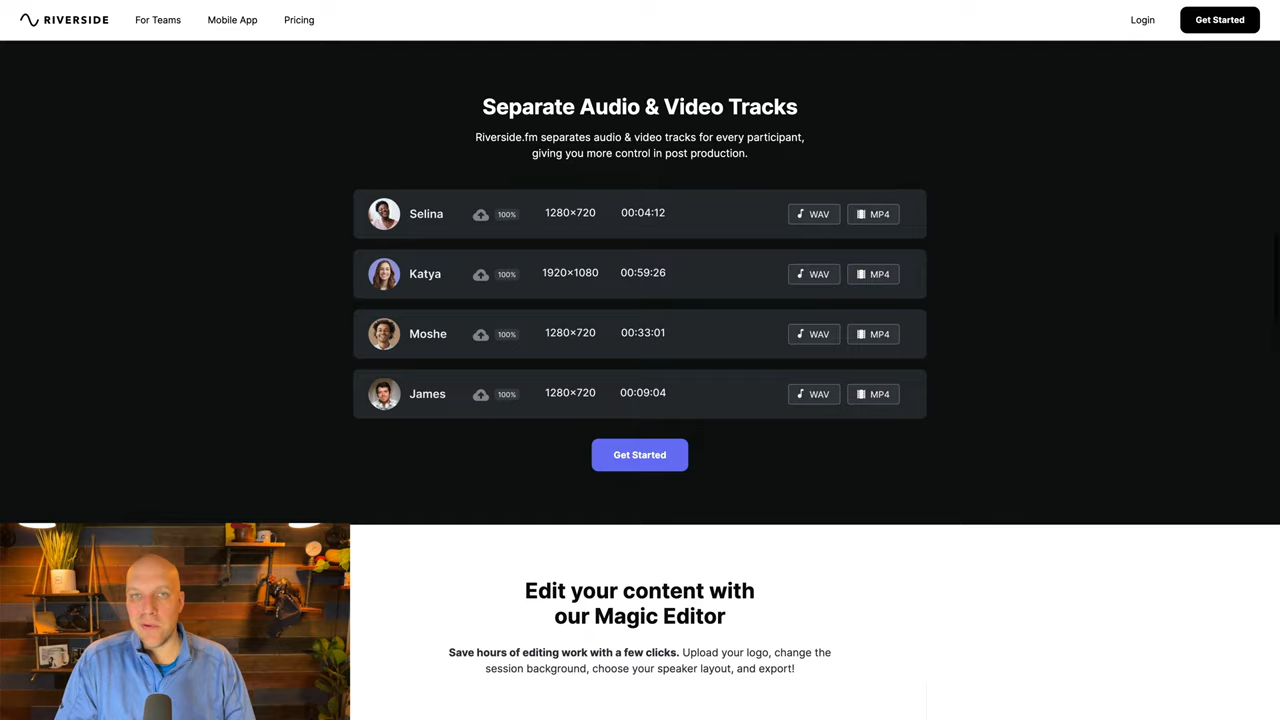 RIVERSIDE For Teams Mobile App Pricing Login Get Started
Separate Audio & Video Tracks
Riverside.fm separates audio & video tracks for every participant,
giving you more control in post production.
Selina 100% 1280×720 00:04:12 WAV MP4
Katya 100% 1920×1080 00:59:26 WAV MP4
Moshe 100% 1280×720 00:33:01 WAV MP4
James 100% 1280×720 00:09:04 WAV MP4
Get Started
Edit your content with
our Magic Editor
Save hours of editing work with a few clicks. Upload your logo, change the
session background, choose your speaker layout, and export!